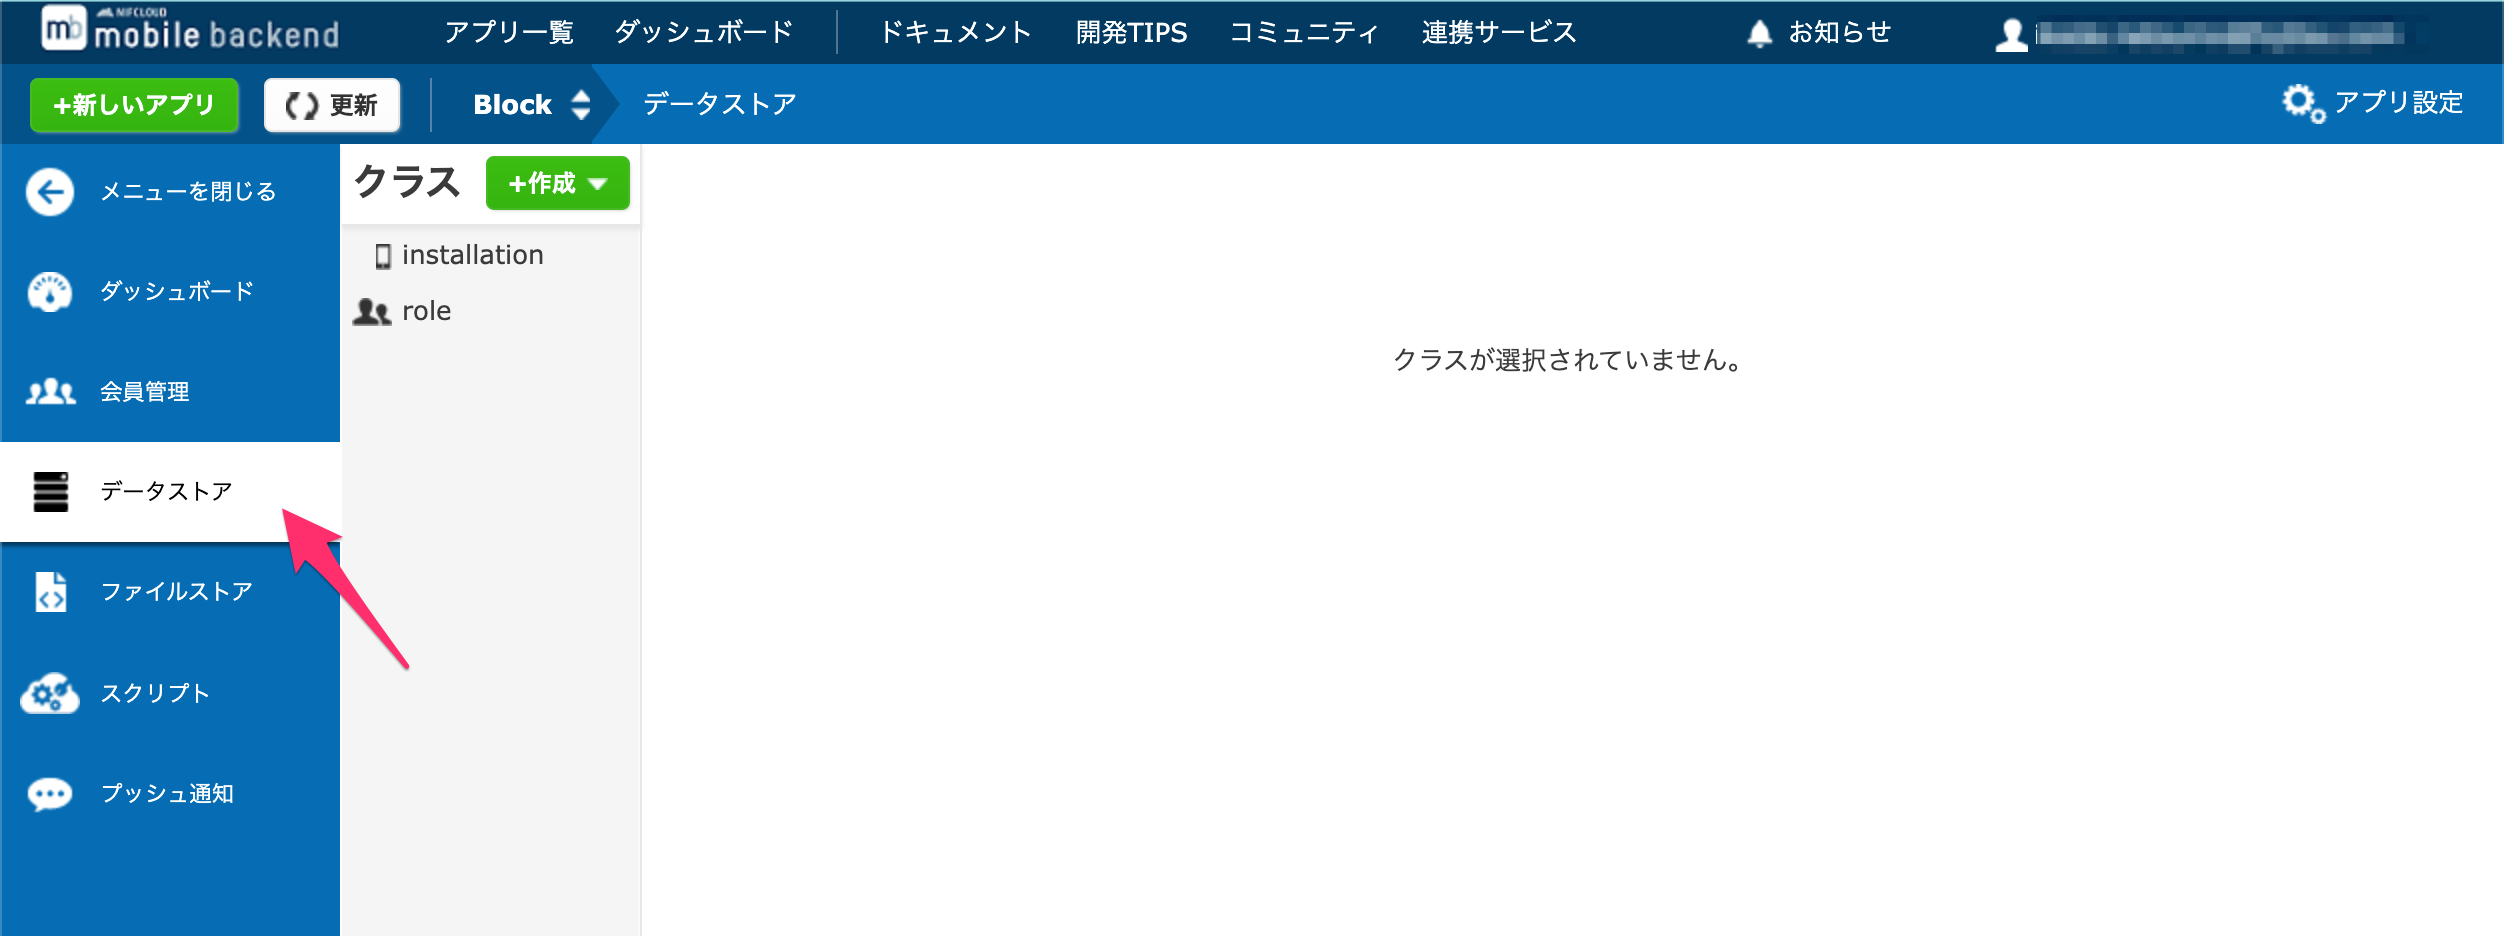 NIFCLOUD
mb mobile backend
アプリ一覧 ダッシュボード ドキュメント 開発TIPS コミュニティ 連携サービス お知らせ
+新しいアプリ 更新 Block データストア アプリ設定
メニューを閉じる
ダッシュボード
会員管理
データストア
ファイルストア
スクリプト
プッシュ通知
クラス +作成
installation
role
クラスが選択されていません。